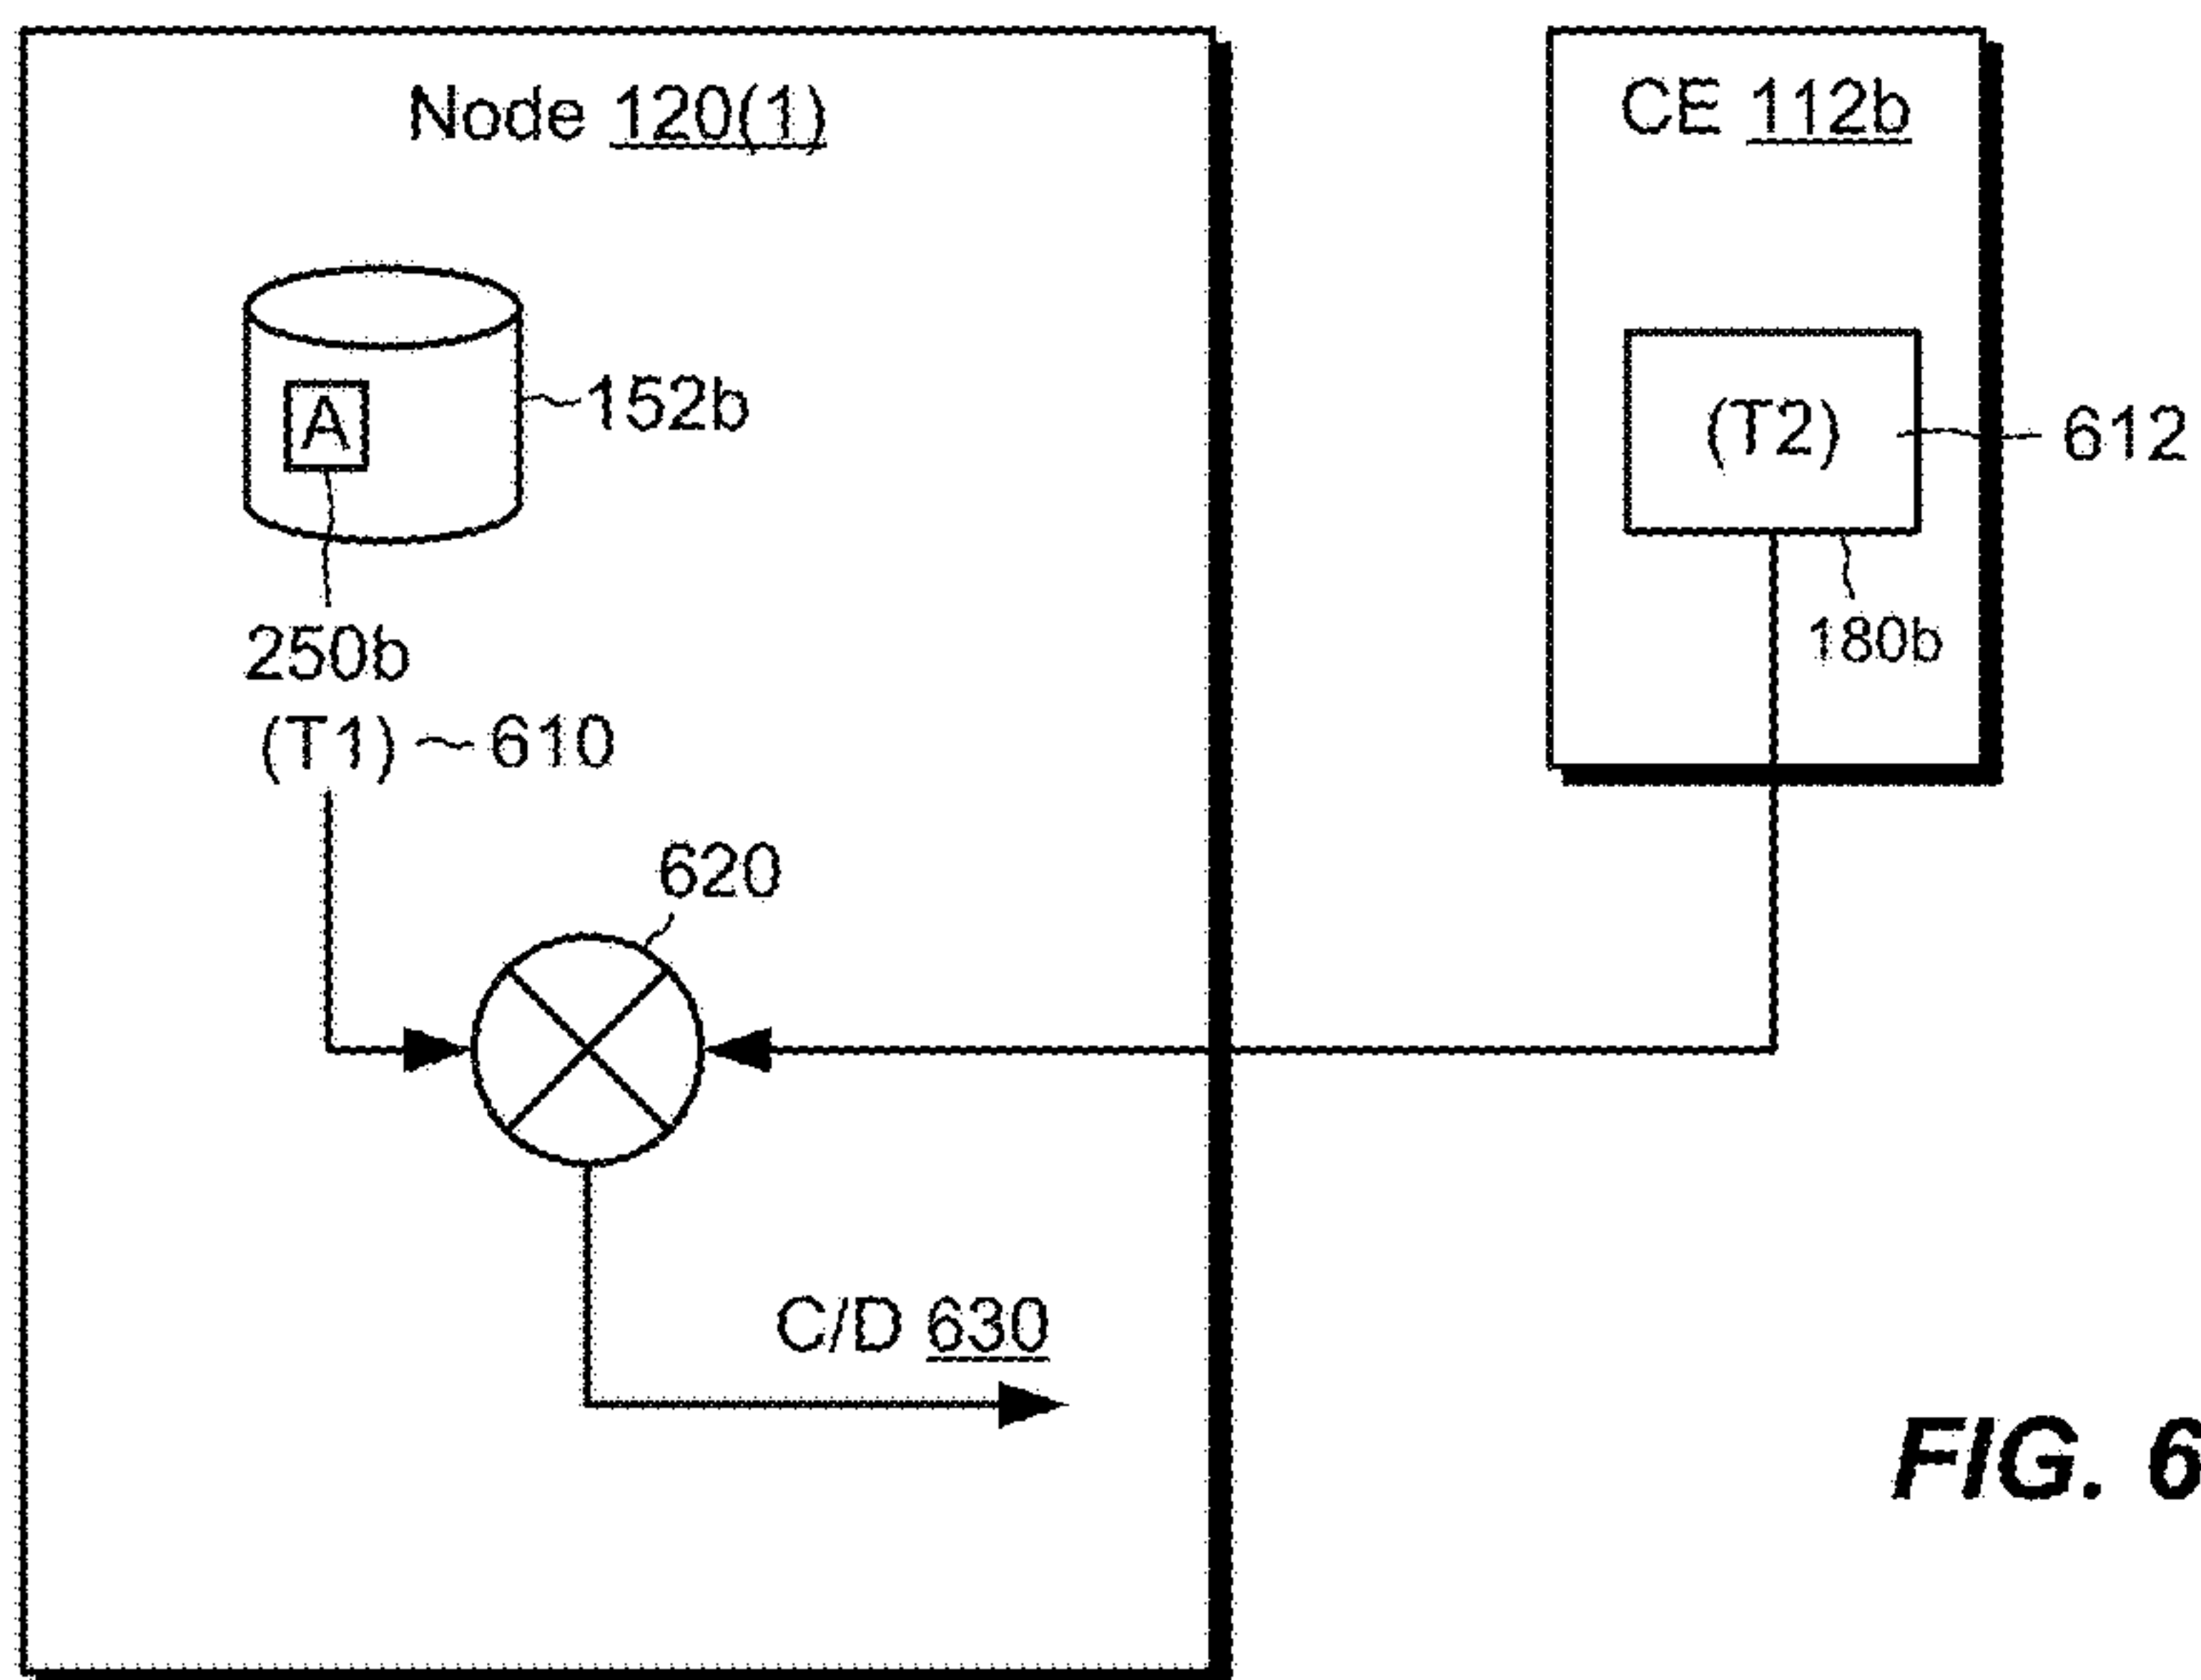 Node 120(1)
CE 112b
A
152b
(T2)
612
250b
180b
(T1)
610
620
C/D 630
FIG. 6